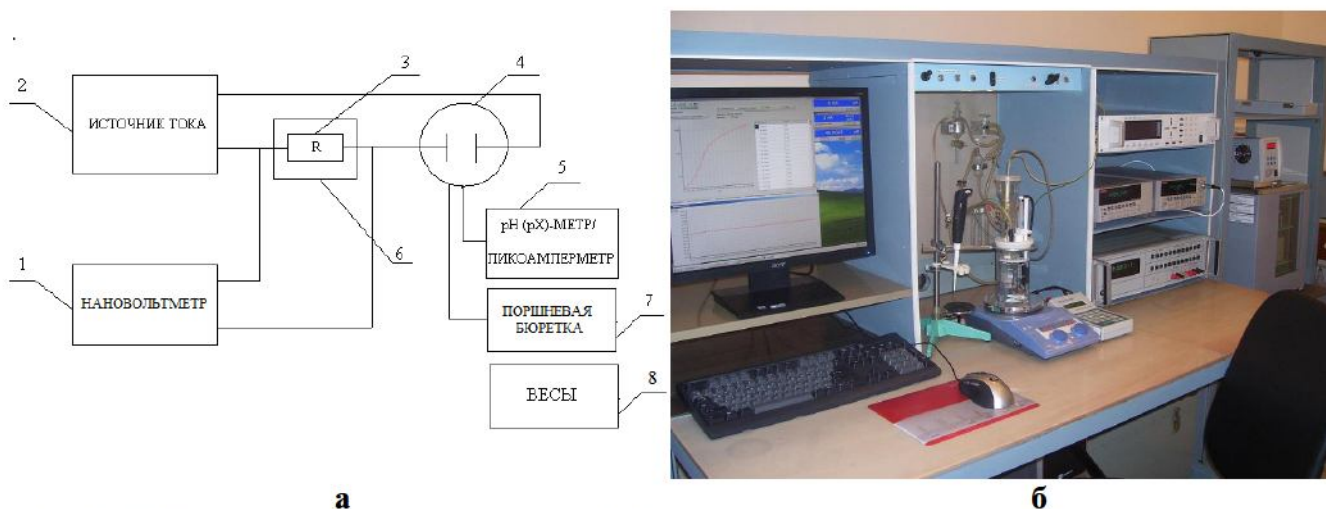 3
4
2
ИСТОЧНИК ТОКА
R
5
pH (pX)-МЕТР/
ПИКОАМПЕРМЕТР
6
1
НАНОВОЛЬТМЕТР
ПОРШНЕВАЯ
БЮРЕТКА
7
ВЕСЫ
8
а
б